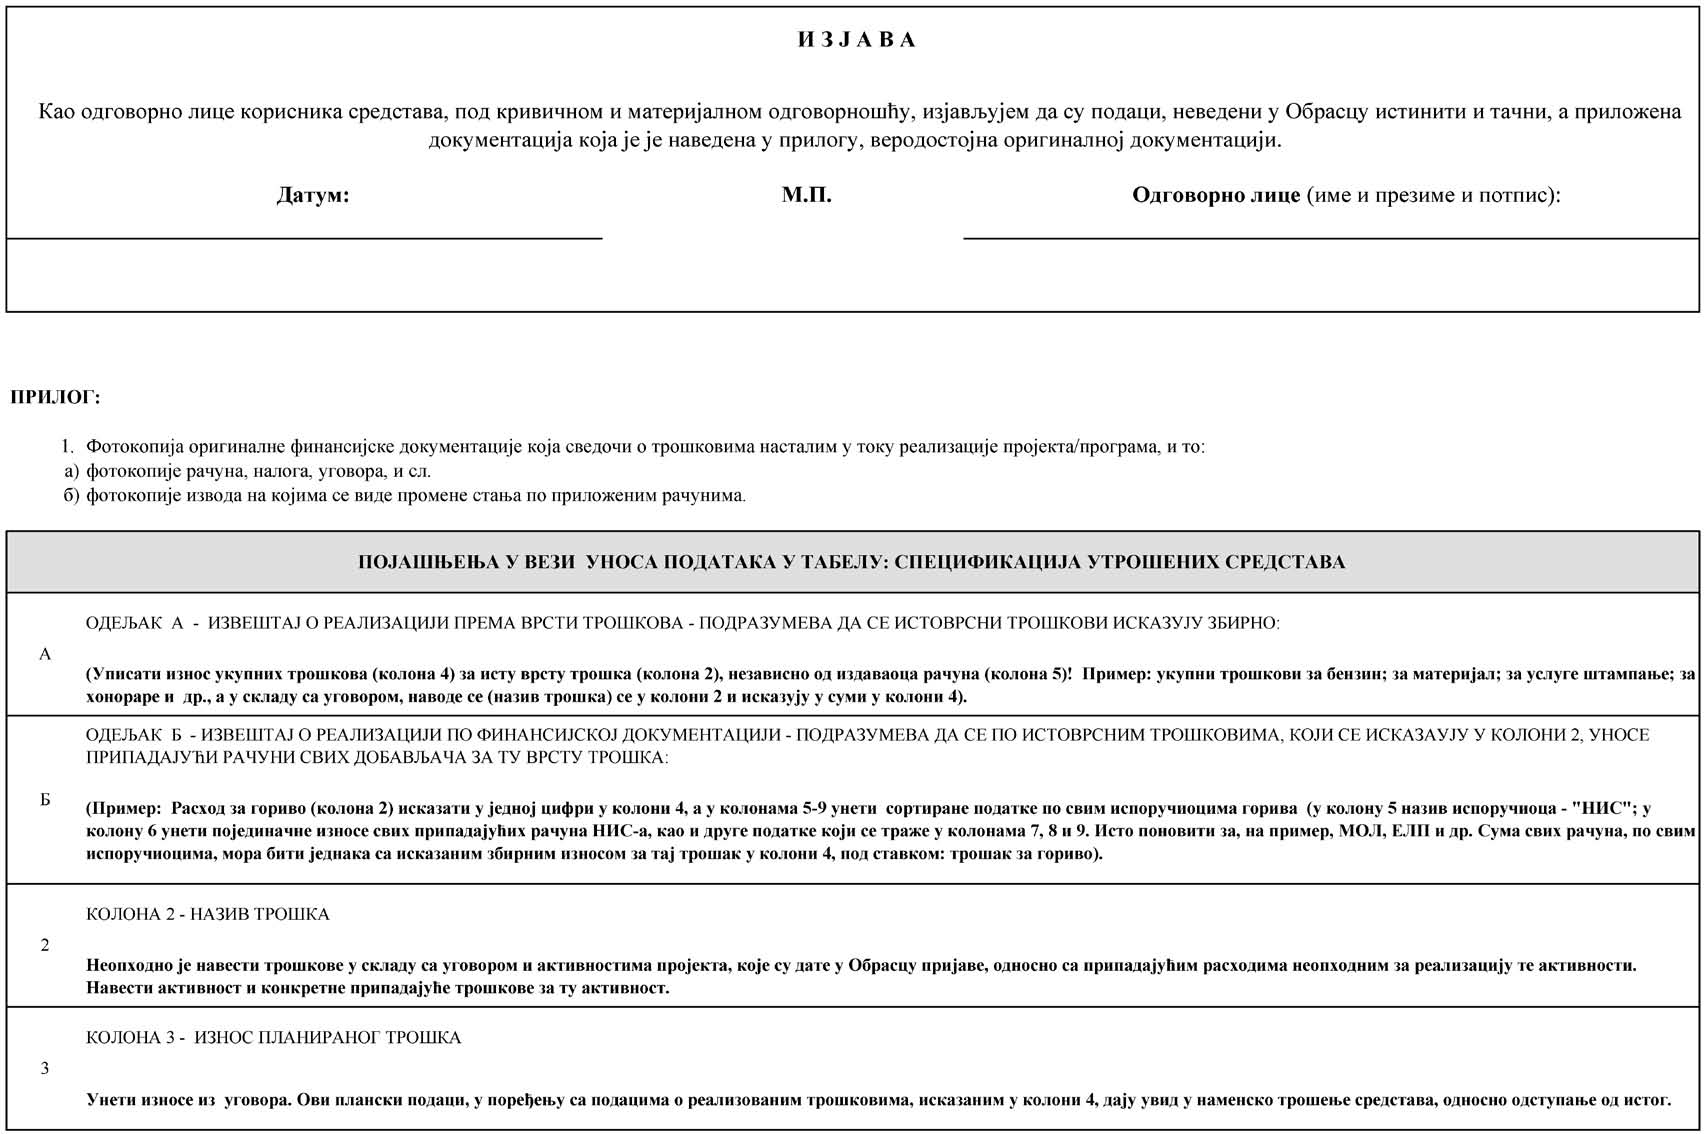 И З Ј А В А
Као одговорно лице корисника средстава, под кривичном и материјалном одговорношћу, изјављујем да су подаци, неведени у Обрасцу истинити и тачни, а приложена
документација која је је наведена у прилогу, веродостојна оригиналној документацији.
Датум: М.П. Одговорно лице (име и презиме и потпис):
ПРИЛОГ:
1. Фотокопија оригиналне финансијске документације која сведочи о трошковима насталим у току реализације пројекта/програма, и то:
а) фотокопије рачуна, налога, уговора, и сл.
б) фотокопије извода на којима се виде промене стања по приложеним рачунима.
ПОЈАШЊЕЊА У ВЕЗИ УНОСА ПОДАТАКА У ТАБЕЛУ: СПЕЦИФИКАЦИЈА УТРОШЕНИХ СРЕДСТАВА
ОДЕЉАК А - ИЗВЕШТАЈ О РЕАЛИЗАЦИЈИ ПРЕМА ВРСТИ ТРОШКОВА - ПОДРАЗУМЕВА ДА СЕ ИСТОВРСНИ ТРОШКОВИ ИСКАЗУЈУ ЗБИРНО:
А
(Уписати износ укупних трошкова (колона 4) за исту врсту трошка (колона 2), независно од издаваоца рачуна (колона 5)! Пример: укупни трошкови за бензин; за материјал; за услуге штампање; за
хонораре и др., а у складу са уговором, наводе се (назив трошка) се у колони 2 и исказују у суми у колони 4).
ОДЕЉАК Б - ИЗВЕШТАЈ О РЕАЛИЗАЦИЈИ ПО ФИНАНСИЈСКОЈ ДОКУМЕНТАЦИЈИ - ПОДРАЗУМЕВА ДА СЕ ПО ИСТОВРСНИМ ТРОШКОВИМА, КОЈИ СЕ ИСКАЗАУЈУ У КОЛОНИ 2, УНОСЕ
ПРИПАДАЈУЋИ РАЧУНИ СВИХ ДОБАВЉАЧА ЗА ТУ ВРСТУ ТРОШКА:
Б
(Пример: Расход за гориво (колона 2) исказати у једној цифри у колони 4, а у колонама 5-9 унети сортиране податке по свим испоручиоцима горива (у колону 5 назив испоручиоца - "НИС"; у
колону 6 унети појединачне износе свих припадајућих рачуна НИС-а, као и друге податке који се траже у колонама 7, 8 и 9. Исто поновити за, на пример, МОЛ, ЕЛП и др. Сума свих рачуна, по свим
испоручиоцима, мора бити једнака са исказаним збирним износом за тај трошак у колони 4, под ставком: трошак за гориво).
КОЛОНА 2 - НАЗИВ ТРОШКА
2
Неопходно је навести трошкове у складу са уговором и активностима пројекта, које су дате у Обрасцу пријаве, односно са припадајућим расходима неопходним за реализацију те активности.
Навести активност и конкретне припадајуће трошкове за ту активност.
КОЛОНА 3 - ИЗНОС ПЛАНИРАНОГ ТРОШКА
3
Унети износе из уговора. Ови плански подаци, у поређењу са подацима о реализованим трошковима, исказаним у колони 4, дају увид у наменско трошење средстава, односно одступање од истог.